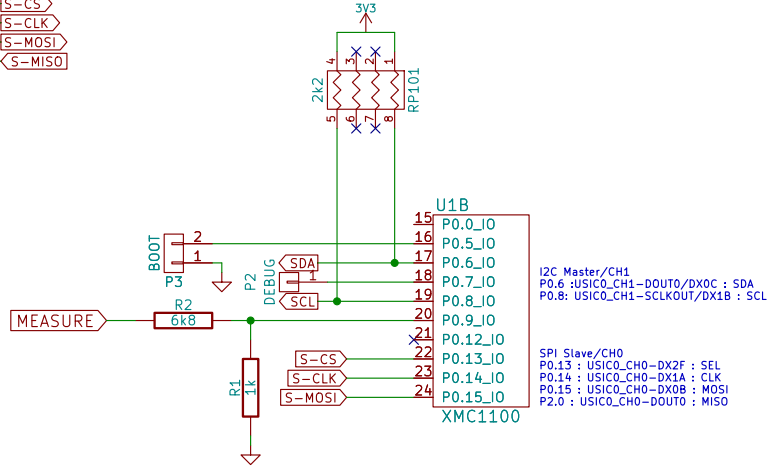 S-CS
S-CLK
S-MOSI
S-MISO
3V3
4
3
2
1
2k2
RP101
5
6
7
8
U1B
15 P0.0_IO
16 P0.5_IO
17 P0.6_IO
18 P0.7_IO
19 P0.8_IO
20 P0.9_IO
21 P0.12_IO
22 P0.13_IO
23 P0.14_IO
24 P0.15_IO
XMC1100
BOOT
2
1
P3
P2
DEBUG
SDA
1
SCL
MEASURE
R2
6k8
R1
1k
S-CS
S-CLK
S-MOSI
I2C Master/CH1
P0.6 :USIC0_CH1-DOUT0/DX0C : SDA
P0.8: USIC0_CH1-SCLKOUT/DX1B : SCL
SPI Slave/CH0
P0.13 : USIC0_CH0-DX2F : SEL
P0.14 : USIC0_CH0-DX1A : CLK
P0.15 : USIC0_CH0-DX0B : MOSI
P2.0 : USIC0_CH0-DOUT0 : MISO